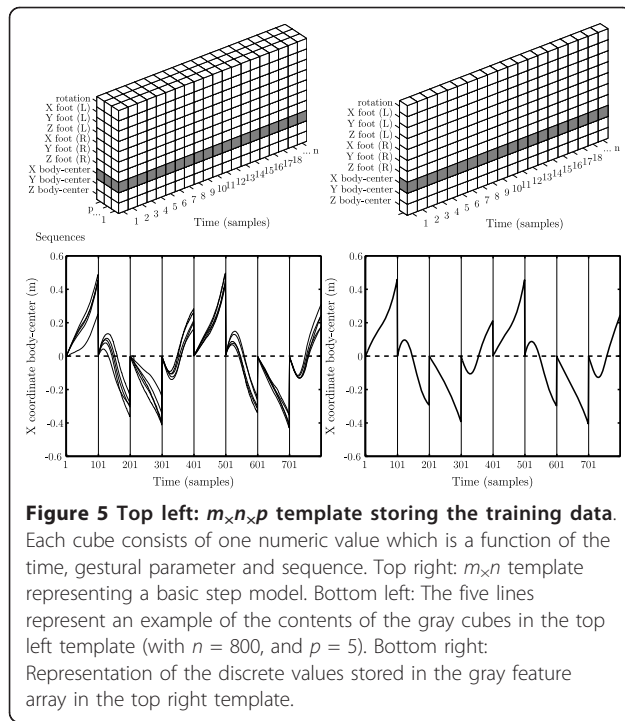 rotation
X foot (L)
Y foot (L)
Z foot (L)
X foot (R)
Y foot (R)
Z foot (R)
X body-center
Y body-center
Z body-center
p...
1
1 2 3 4 5 6 7 8 9 10 11 12 13 14 15 16 17 18 ... n
Time (samples)
Sequences
rotation
X foot (L)
Y foot (L)
Z foot (L)
X foot (R)
Y foot (R)
Z foot (R)
X body-center
Y body-center
Z body-center
1 2 3 4 5 6 7 8 9 10 11 12 13 14 15 16 17 18 ... n
Time (samples)
X coordinate body-center (m)
0.6
0.4
0.2
0
-0.2
-0.4
-0.6
1 101 201 301 401 501 601 701
Time (samples)
X coordinate body-center (m)
0.6
0.4
0.2
0
-0.2
-0.4
-0.6
1 101 201 301 401 501 601 701
Time (samples)
Figure 5 Top left: m×n×p template storing the training data.
Each cube consists of one numeric value which is a function of the
time, gestural parameter and sequence. Top right: m×n template
representing a basic step model. Bottom left: The five lines
represent an example of the contents of the gray cubes in the top
left template (with n = 800, and p = 5). Bottom right:
Representation of the discrete values stored in the gray feature
array in the top right template.